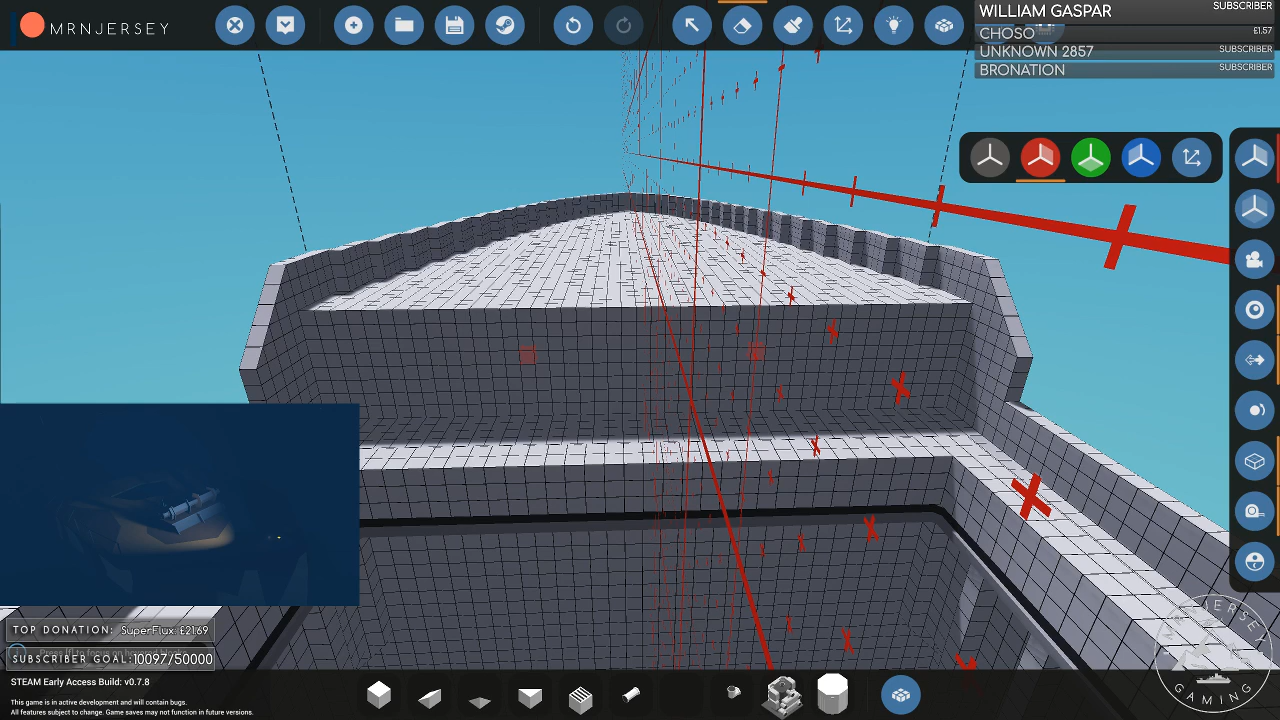 MRNJERSEY
WILLIAM GASPAR SUBSCRIBER
CHOSO £1.57
UNKNOWN 2857 SUBSCRIBER
BRONATION SUBSCRIBER
TOP DONATION: SuperFlux: £21.69
SUBSCRIBER GOAL: 10097/50000
STEAM Early Access Build: v0.7.8
This game is in active development and will contain bugs.
All features subject to change. Game saves may not function in future versions.
GAMING